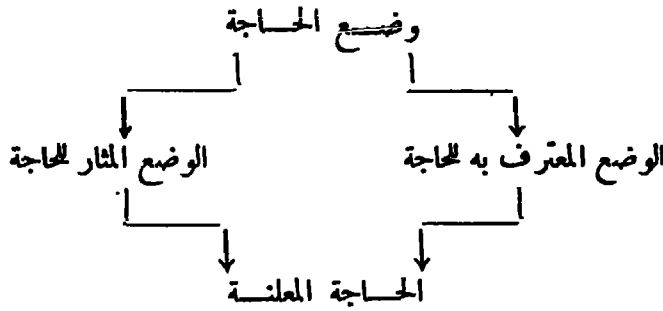 وضع الحاجة
الوضع المعترف به للحاجة
الوضع المثار للحاجة
الحاجة المعلنة